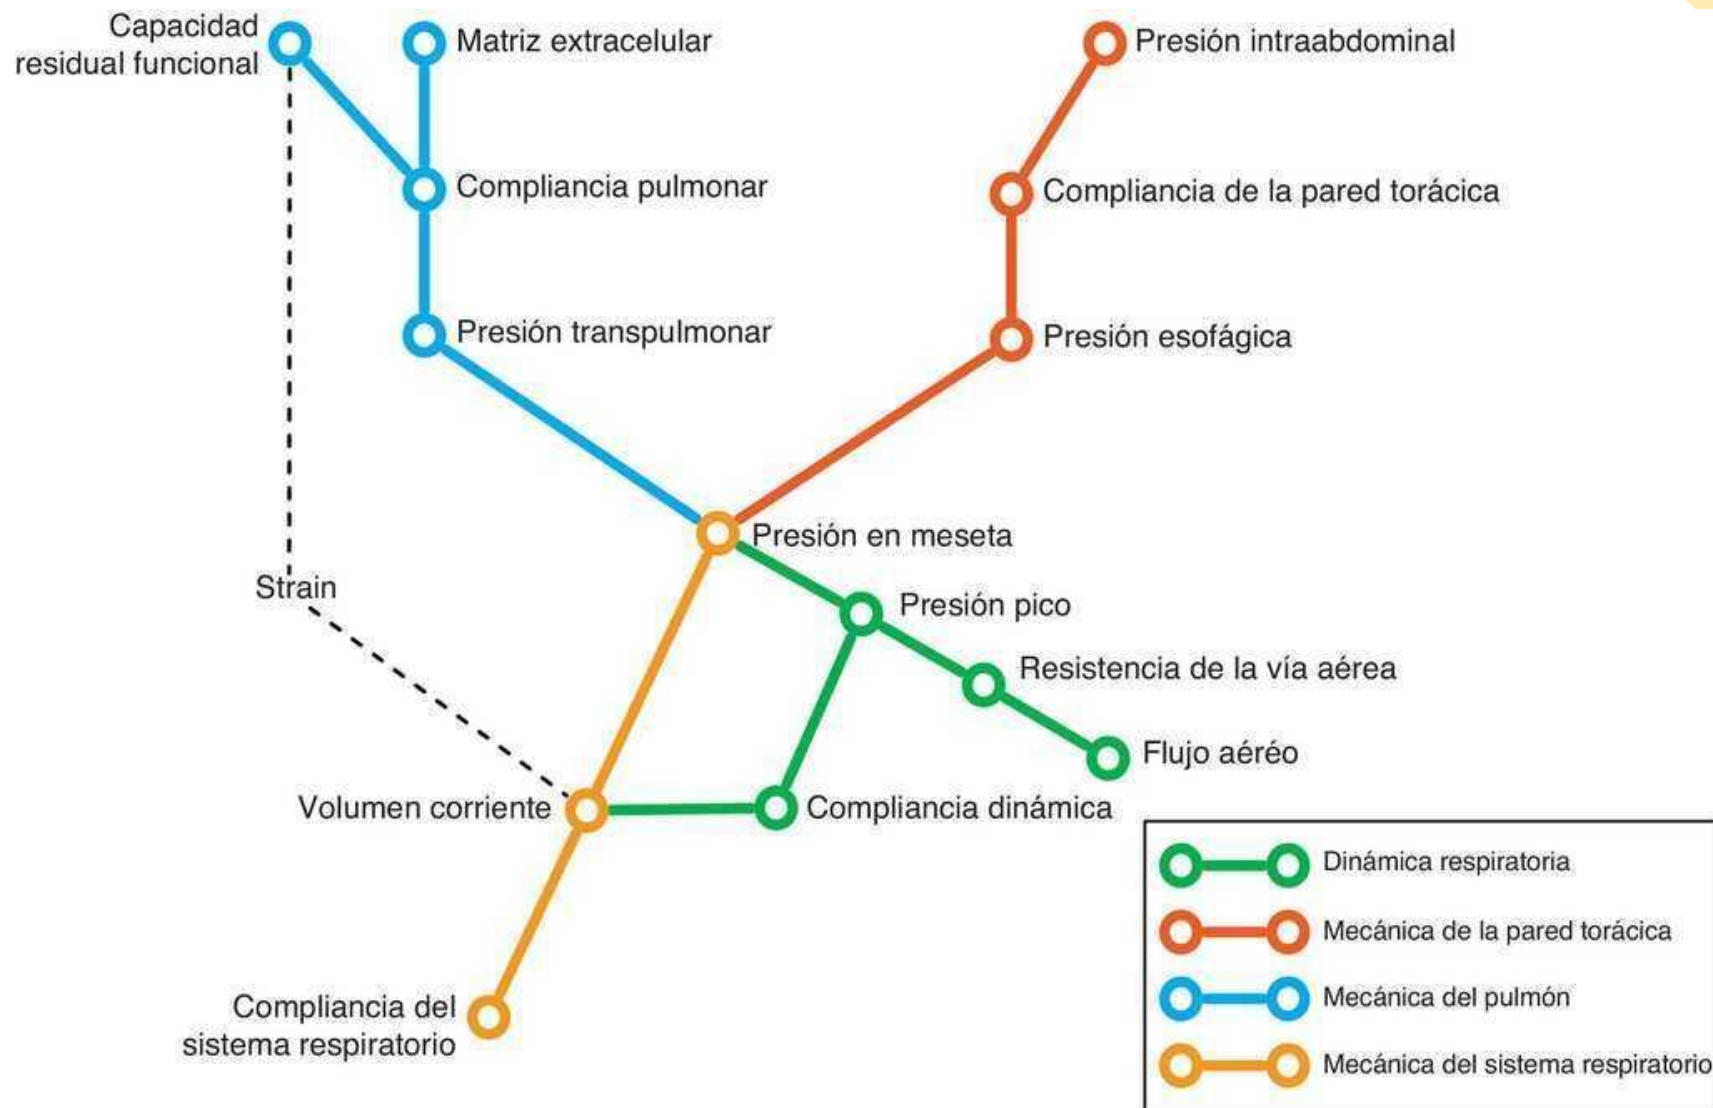 Capacidad
residual funcional
Matriz extracelular
Presión intraabdominal
Compliancia pulmonar
Compliancia de la pared torácica
Presión transpulmonar
Presión esofágica
Presión en meseta
Strain
Presión pico
Resistencia de la vía aérea
Flujo aéréo
Volumen corriente
Compliancia dinámica
Compliancia del
sistema respiratorio
Dinámica respiratoria
Mecánica de la pared torácica
Mecánica del pulmón
Mecánica del sistema respiratorio